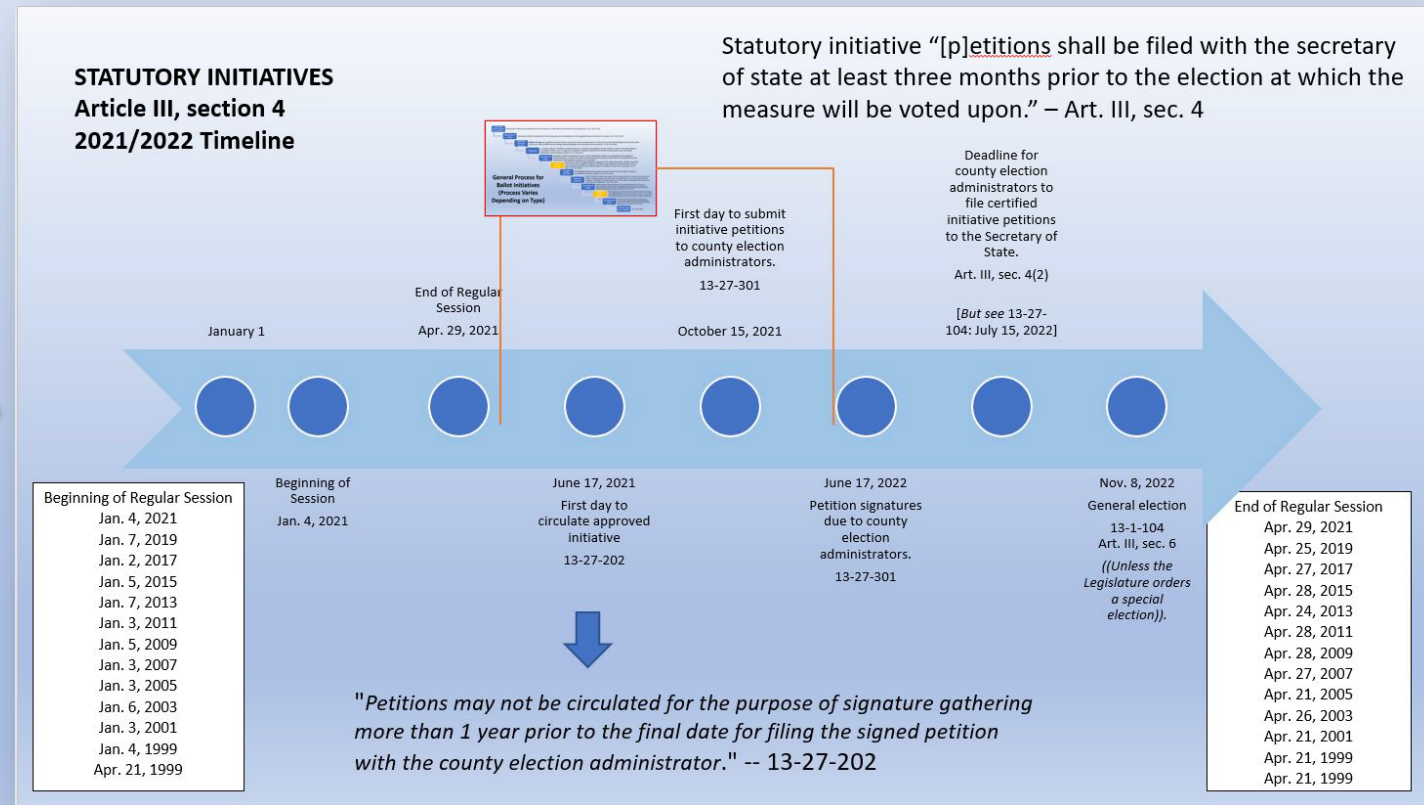 STATUTORY INITIATIVES
Article III, section 4
2021/2022 Timeline
Statutory initiative “[p]etitions shall be filed with the secretary
of state at least three months prior to the election at which the
measure will be voted upon.” – Art. III, sec. 4
General Process for
Ballot Initiatives
(Process Varies
Depending on Type)
January 1
End of Regular
Session
Apr. 29, 2021
First day to submit
initiative petitions
to county election
administrators.
13-27-301
October 15, 2021
Deadline for
county election
administrators to
file certified
initiative petitions
to the Secretary of
State.
Art. III, sec. 4(2)
[But see 13-27-
104: July 15, 2022]
Beginning of
Session
Jan. 4, 2021
June 17, 2021
First day to
circulate approved
initiative
13-27-202
June 17, 2022
Petition signatures
due to county
election
administrators.
13-27-301
Nov. 8, 2022
General election
13-1-104
Art. III, sec. 6
((Unless the
Legislature orders
a special
election)).
Beginning of Regular Session
Jan. 4, 2021
Jan. 7, 2019
Jan. 2, 2017
Jan. 5, 2015
Jan. 7, 2013
Jan. 3, 2011
Jan. 5, 2009
Jan. 3, 2007
Jan. 3, 2005
Jan. 6, 2003
Jan. 3, 2001
Jan. 4, 1999
Apr. 21, 1999
End of Regular Session
Apr. 29, 2021
Apr. 25, 2019
Apr. 27, 2017
Apr. 28, 2015
Apr. 24, 2013
Apr. 28, 2011
Apr. 28, 2009
Apr. 27, 2007
Apr. 21, 2005
Apr. 26, 2003
Apr. 21, 2001
Apr. 21, 1999
Apr. 21, 1999
"Petitions may not be circulated for the purpose of signature gathering
more than 1 year prior to the final date for filing the signed petition
with the county election administrator." -- 13-27-202